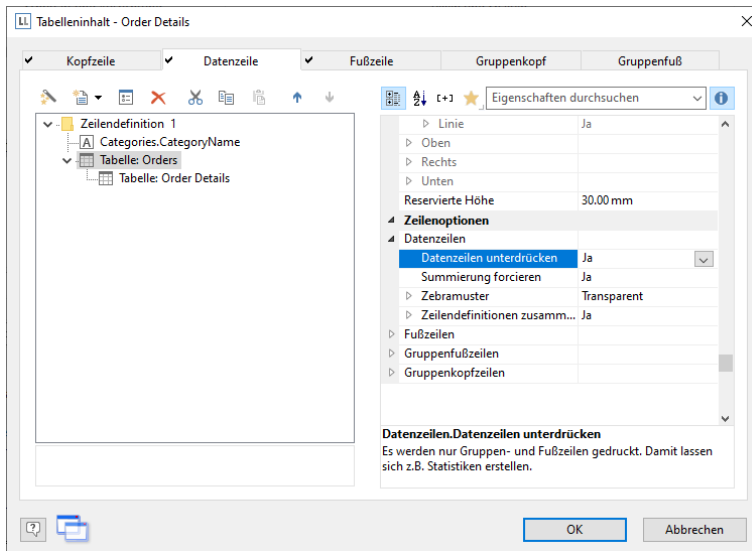 LL Tabelleninhalt - Order Details
Kopfzeile Datenzeile Fußzeile Gruppenkopf Gruppenfuß
Zeilendefinition 1
A Categories.CategoryName
Tabelle: Orders
Tabelle: Order Details
Eigenschaften durchsuchen
Linie Ja
Oben
Rechts
Unten
Reservierte Höhe 30.00 mm
Zeilenoptionen
Datenzeilen
Datenzeilen unterdrücken Ja
Summierung forcieren Ja
Zebramuster Transparent
Zeilendefinitionen zusamm... Ja
Fußzeilen
Gruppenfußzeilen
Gruppenkopfzeilen
Datenzeilen.Datenzeilen unterdrücken
Es werden nur Gruppen- und Fußzeilen gedruckt. Damit lassen
sich z.B. Statistiken erstellen.
OK Abbrechen